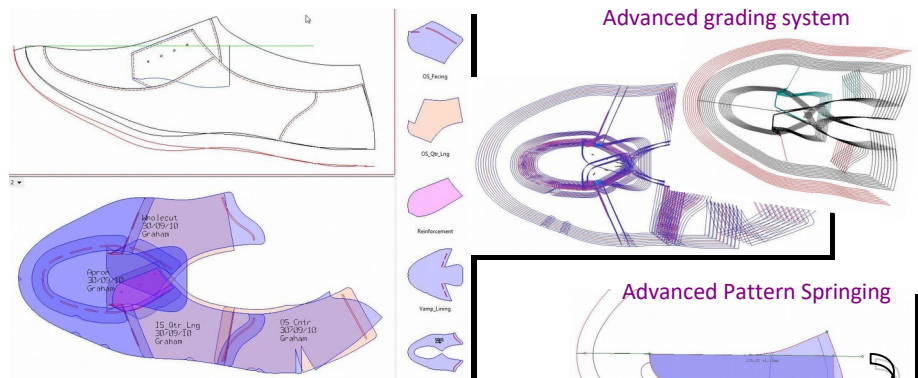 Advanced grading system
OS_Facing
OS_Qtr_Lng
Reinforcement
Vamp_Lining
2
Wholecut
30/09/10
Graham
Apron
30/09/10
Graham
IS_Qtr_Lng
30/09/10
Graham
OS_Cntr
30/09/10
Graham
Advanced Pattern Springing